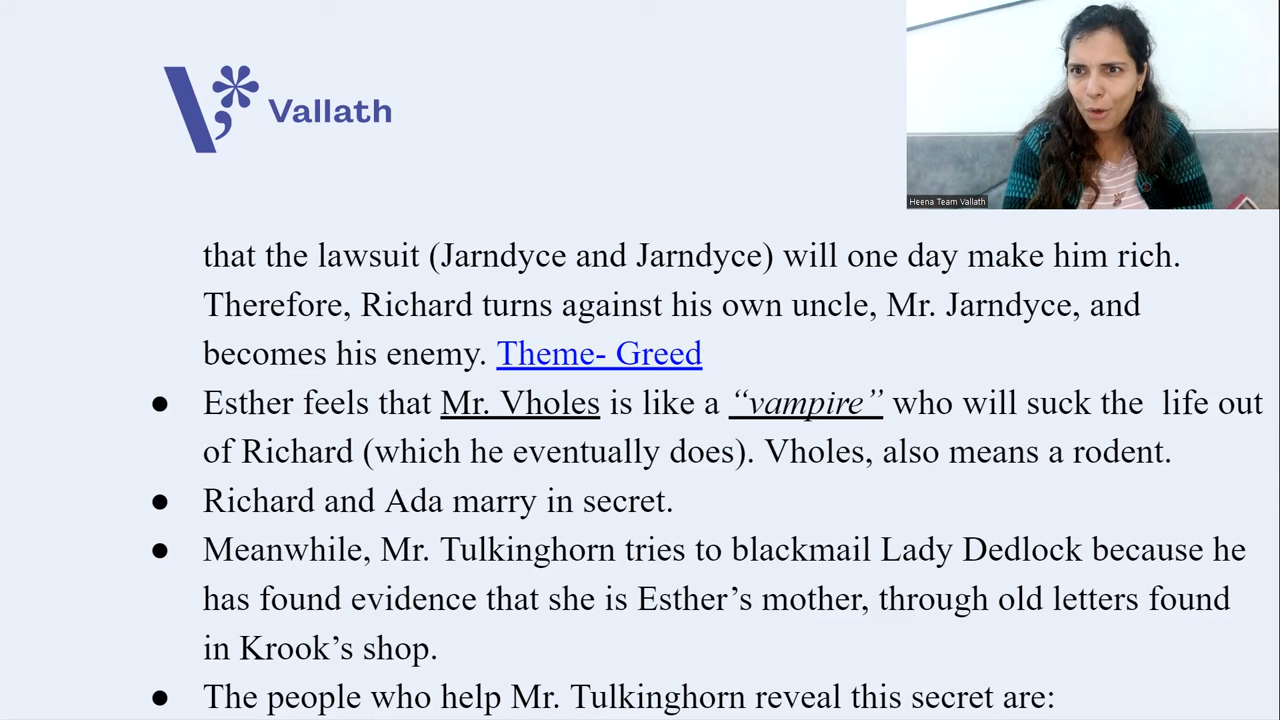 Vallath
Heena Team Vallath
that the lawsuit (Jarndyce and Jarndyce) will one day make him rich.
Therefore, Richard turns against his own uncle, Mr. Jarndyce, and
becomes his enemy. Theme- Greed
● Esther feels that Mr. Vholes is like a “vampire” who will suck the  life out
of Richard (which he eventually does). Vholes, also means a rodent.
● Richard and Ada marry in secret.
● Meanwhile, Mr. Tulkinghorn tries to blackmail Lady Dedlock because he
has found evidence that she is Esther’s mother, through old letters found
in Krook’s shop.
● The people who help Mr. Tulkinghorn reveal this secret are: